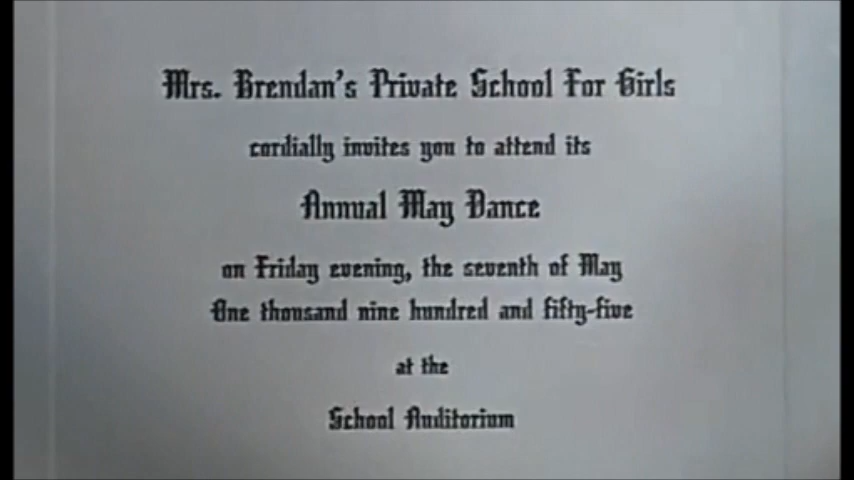 Mrs. Brendan's Private School For Girls
cordially invites you to attend its
Annual May Dance
on Friday evening, the seventh of May
One thousand nine hundred and fifty-five
at the
School Auditorium